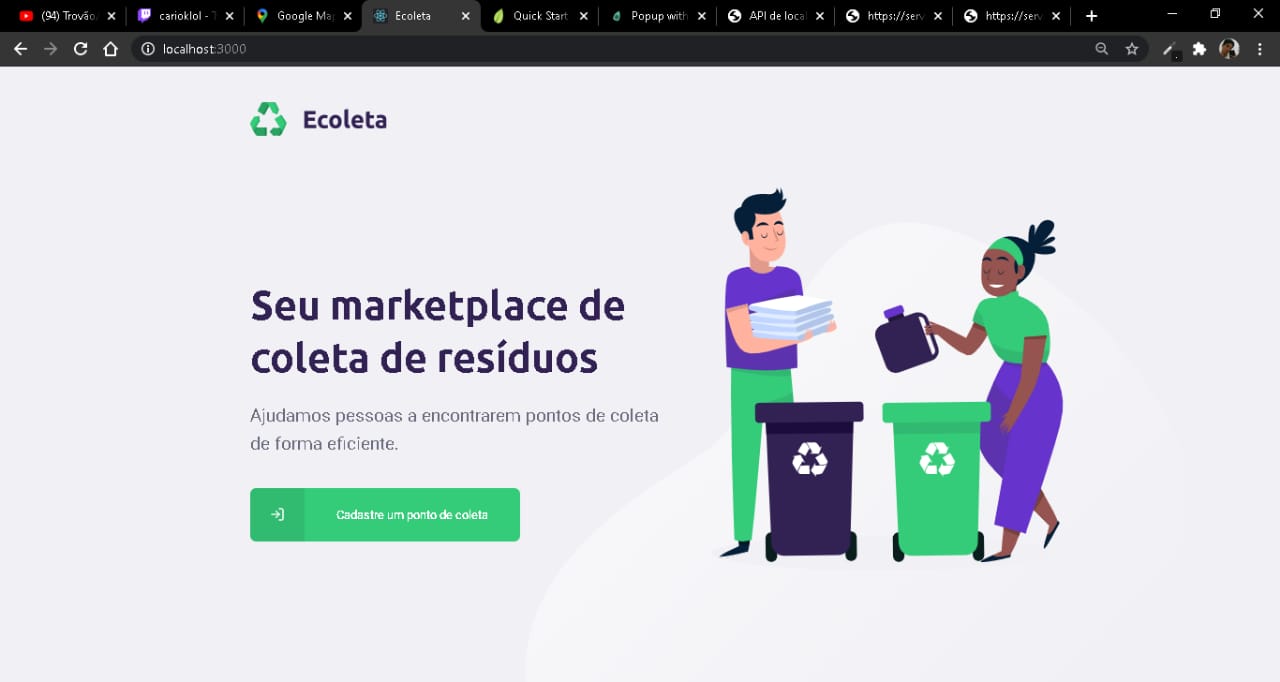 (94) Trovão
carioklol - T
Google Ma
Ecoleta
Quick Start
Popup with
API de loca
https://serv
https://serv
localhost:3000
Ecoleta
Seu marketplace de
coleta de resíduos
Ajudamos pessoas a encontrarem pontos de coleta
de forma eficiente.
Cadastre um ponto de coleta